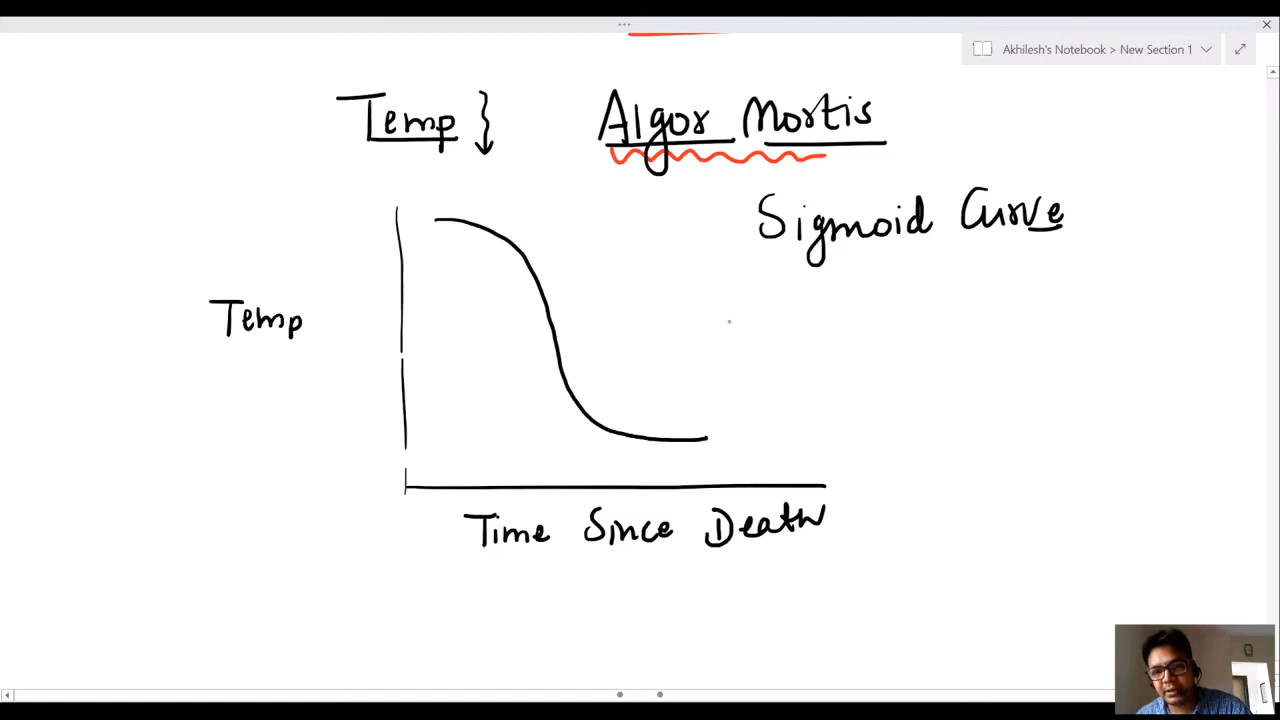 Akhilesh's Notebook > New Section 1
Temp Algor Mortis
Sigmoid Curve
Temp
Time Since Death